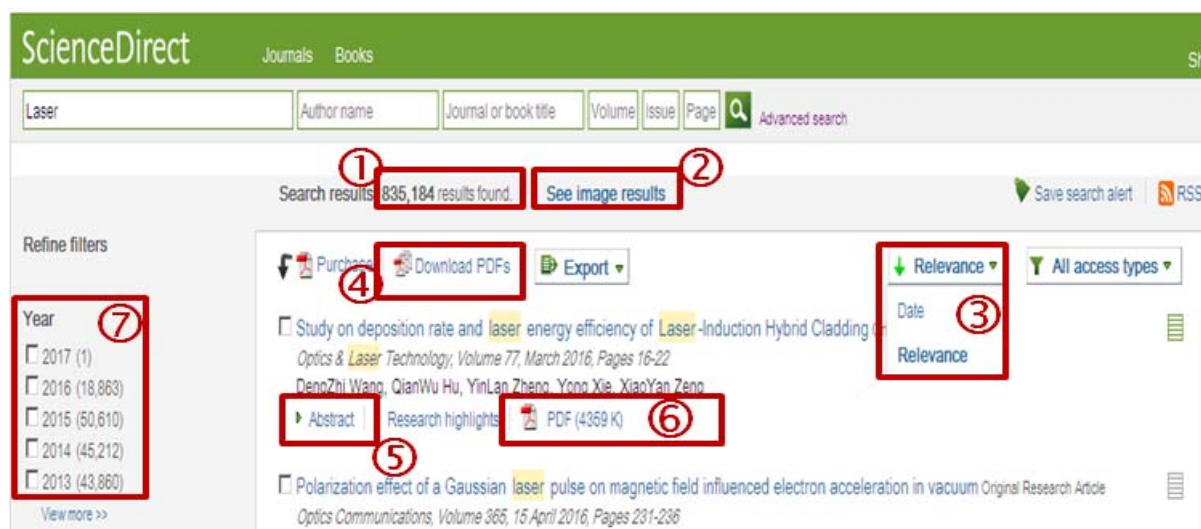 ScienceDirect Journals Books Sh
Laser Author name Journal or book title Volume Issue Page Advanced search
① ②
Search results: 835,184 results found. See image results Save search alert RSS
Refine filters
Purchase ④ Download PDFs Export Relevance All access types
Year ⑦
Date ③
Relevance
2017 (1)
2016 (18,863)
2015 (50,610)
2014 (45,212)
2013 (43,860)
View more >>
Study on deposition rate and laser energy efficiency of Laser-Induction Hybrid Cladding
Optics & Laser Technology, Volume 77, March 2016, Pages 16-22
DengZhi Wang, QianWu Hu, YinLan Zheng, Yong Xie, XiaoYan Zeng
Abstract Research highlights PDF (4359 K) ⑥
⑤
Polarization effect of a Gaussian laser pulse on magnetic field influenced electron acceleration in vacuum Original Research Article
Optics Communications, Volume 365, 15 April 2016, Pages 231-236